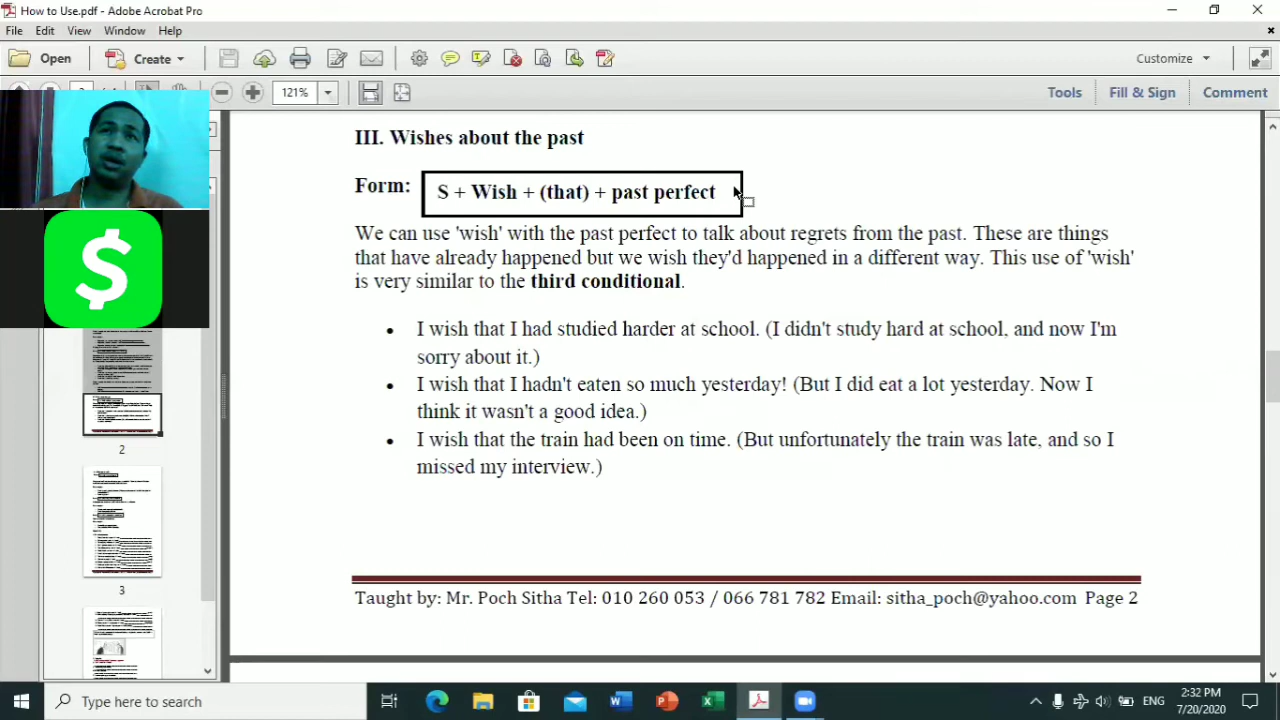 How to Use.pdf - Adobe Acrobat Pro
File Edit View Window Help
Open Create Customize
121% Tools Fill & Sign Comment
III. Wishes about the past
Form: S + Wish + (that) + past perfect
We can use 'wish' with the past perfect to talk about regrets from the past. These are things
that have already happened but we wish they'd happened in a different way. This use of 'wish'
is very similar to the third conditional.
• I wish that I had studied harder at school. (I didn't study hard at school, and now I'm
sorry about it.)
• I wish that I hadn't eaten so much yesterday! (But I did eat a lot yesterday. Now I
think it wasn't a good idea.)
• I wish that the train had been on time. (But unfortunately the train was late, and so I
missed my interview.)
Taught by: Mr. Poch Sitha Tel: 010 260 053 / 066 781 782 Email: sitha_poch@yahoo.com Page 2
$
2
3
Type here to search
ENG
2:32 PM
7/20/2020